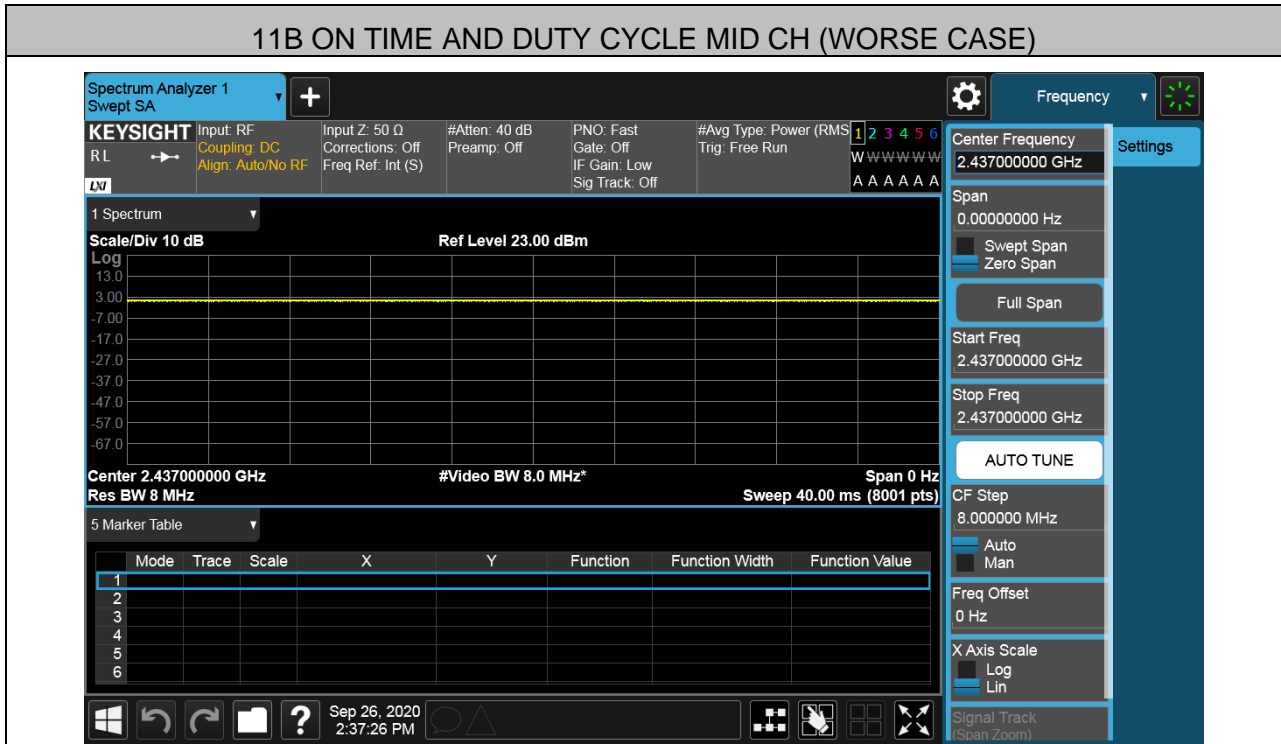 11B ON TIME AND DUTY CYCLE MID CH (WORSE CASE)
Spectrum Analyzer 1
Swept SA
+
Frequency
KEYSIGHT
RL
LXI
Input: RF
Coupling: DC
Align: Auto/No RF
Input Z: 50 Ω
Corrections: Off
Freq Ref: Int (S)
#Atten: 40 dB
Preamp: Off
PNO: Fast
Gate: Off
IF Gain: Low
Sig Track: Off
#Avg Type: Power (RMS
Trig: Free Run
1 2 3 4 5 6
W W W W W W
A A A A A A
1 Spectrum
Scale/Div 10 dB
Ref Level 23.00 dBm
Log
13.0
3.00
-7.00
-17.0
-27.0
-37.0
-47.0
-57.0
-67.0
Center 2.437000000 GHz
#Video BW 8.0 MHz*
Span 0 Hz
Res BW 8 MHz
Sweep 40.00 ms (8001 pts)
5 Marker Table
Mode Trace Scale X Y Function Function Width Function Value
1
2
3
4
5
6
?
Sep 26, 2020
2:37:26 PM
Settings
Center Frequency
2.437000000 GHz
Span
0.00000000 Hz
Swept Span
Zero Span
Full Span
Start Freq
2.437000000 GHz
Stop Freq
2.437000000 GHz
AUTO TUNE
CF Step
8.000000 MHz
Auto
Man
Freq Offset
0 Hz
X Axis Scale
Log
Lin
Signal Track
(Span Zoom)